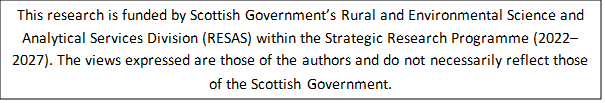 This research is funded by Scottish Government’s Rural and Environmental Science and
Analytical Services Division (RESAS) within the Strategic Research Programme (2022–
2027). The views expressed are those of the authors and do not necessarily reflect those
of the Scottish Government.